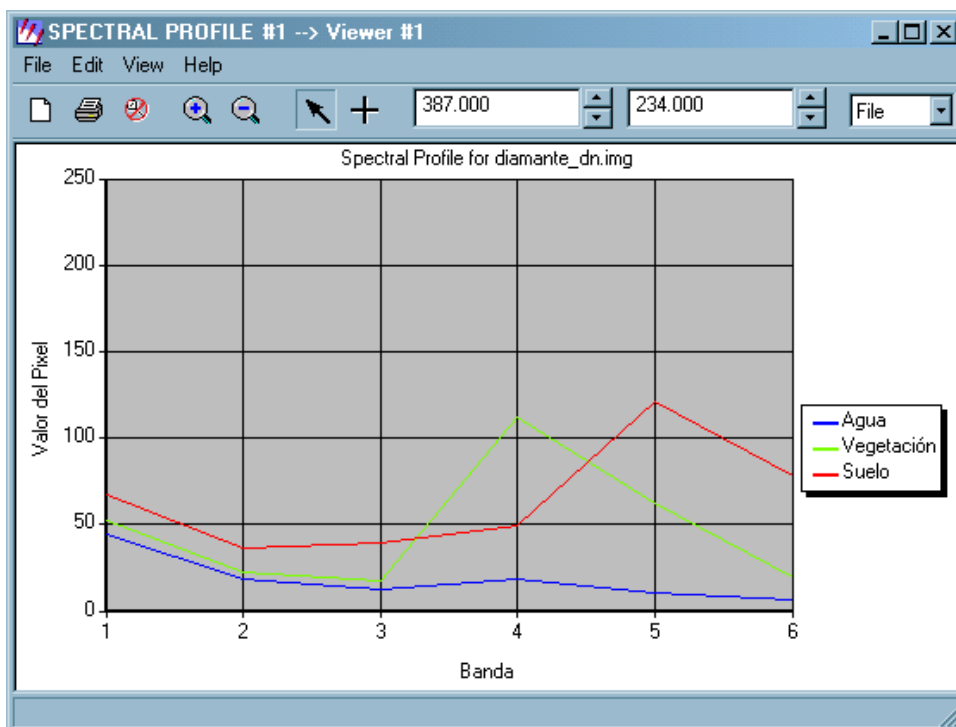 SPECTRAL PROFILE #1 --> Viewer #1
File Edit View Help
387.000 234.000 File
Spectral Profile for diamante_dn.img
250
200
150
100
50
0
Valor del Pixel
1 2 3 4 5 6
Banda
Agua
Vegetación
Suelo